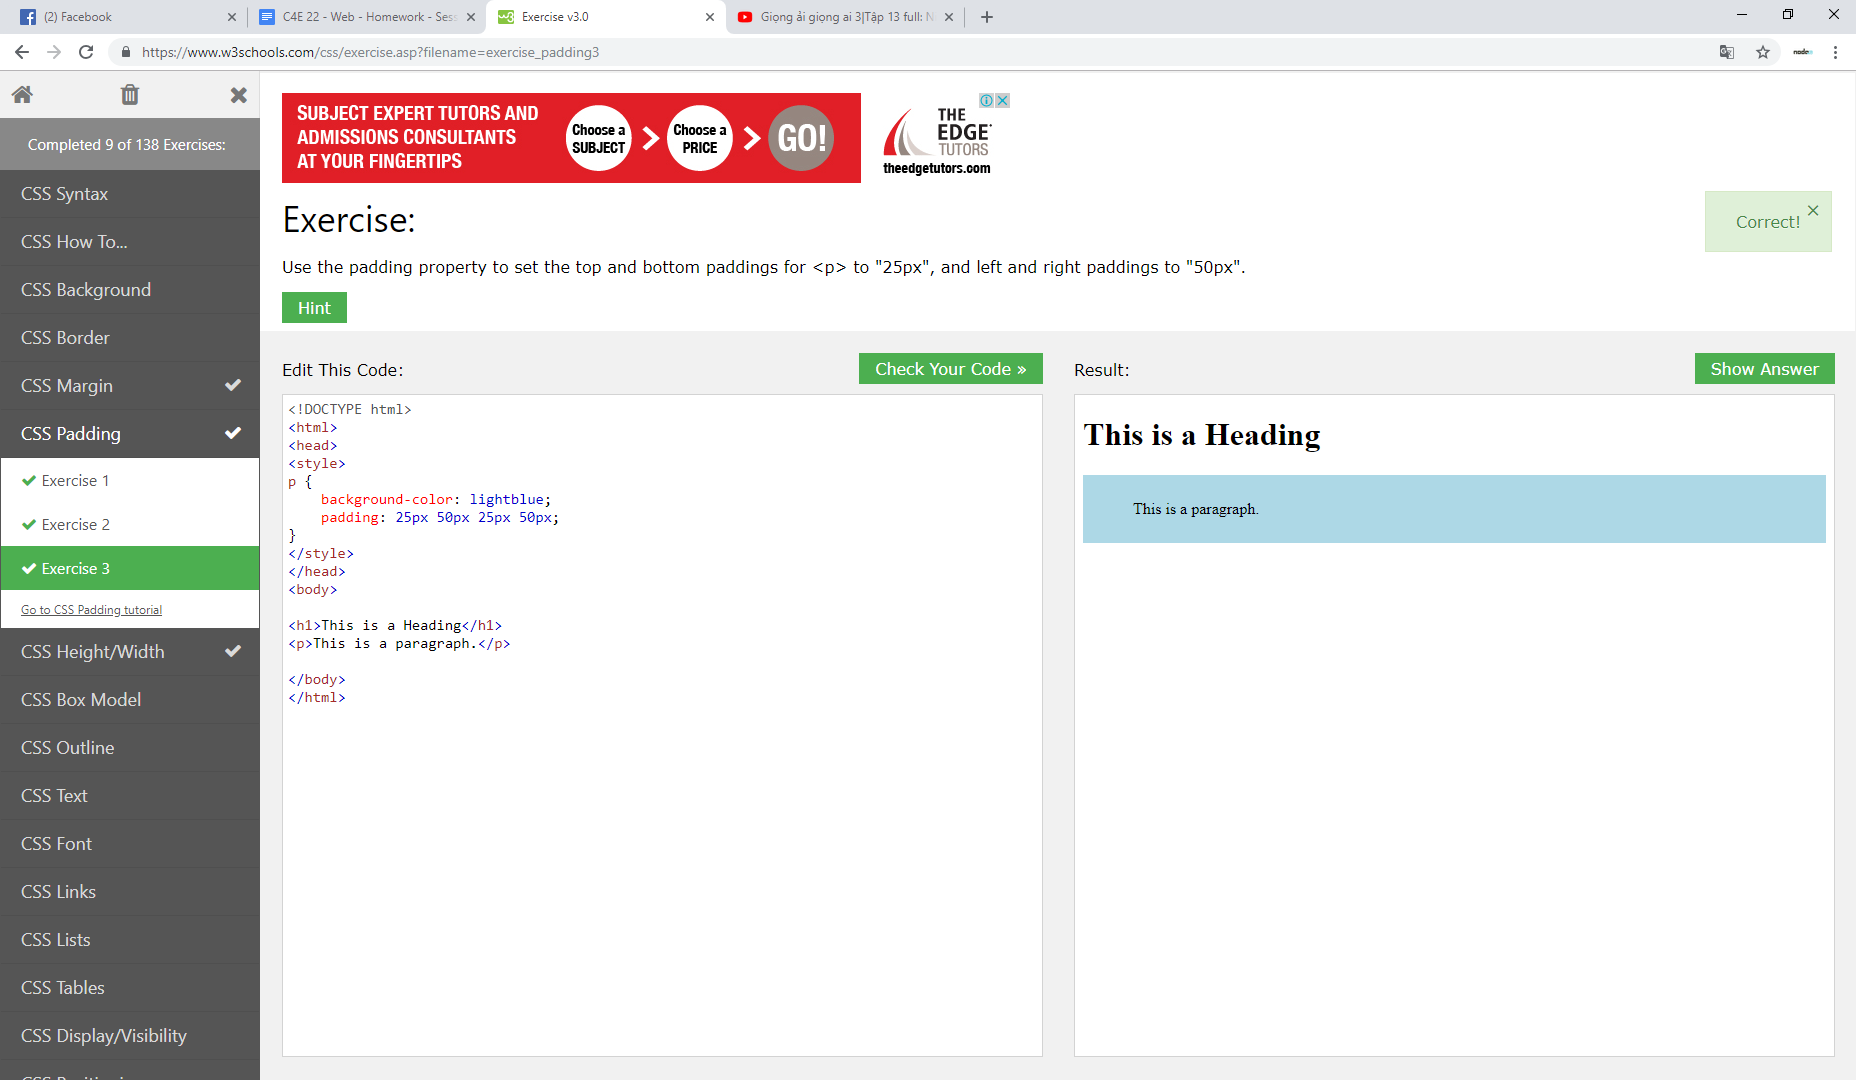 (2) Facebook
C4E 22 - Web - Homework - Sess
Exercise v3.0
Giọng ải giọng ai 3|Tập 13 full: N
https://www.w3schools.com/css/exercise.asp?filename=exercise_padding3
Completed 9 of 138 Exercises:
CSS Syntax
CSS How To...
CSS Background
CSS Border
CSS Margin
CSS Padding
Exercise 1
Exercise 2
Exercise 3
Go to CSS Padding tutorial
CSS Height/Width
CSS Box Model
CSS Outline
CSS Text
CSS Font
CSS Links
CSS Lists
CSS Tables
CSS Display/Visibility
SUBJECT EXPERT TUTORS AND
ADMISSIONS CONSULTANTS
AT YOUR FINGERTIPS
Choose a
SUBJECT
Choose a
PRICE
GO!
THE
EDGE
TUTORS
theedgetutors.com
Exercise:
Correct!
Use the padding property to set the top and bottom paddings for <p> to "25px", and left and right paddings to "50px".
Hint
Edit This Code:
Check Your Code »
<!DOCTYPE html>
<html>
<head>
<style>
p {
    background-color: lightblue;
    padding: 25px 50px 25px 50px;
}
</style>
</head>
<body>
<h1>This is a Heading</h1>
<p>This is a paragraph.</p>
</body>
</html>
Result:
Show Answer
This is a Heading
This is a paragraph.